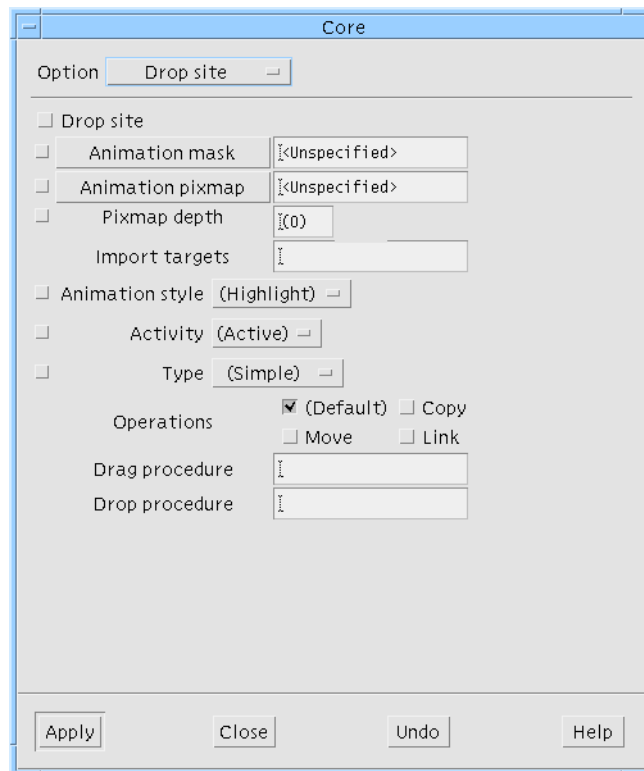 Core
Option Drop site
Drop site
Animation mask <Unspecified>
Animation pixmap <Unspecified>
Pixmap depth (0)
Import targets
Animation style (Highlight)
Activity (Active)
Type (Simple)
Operations (Default) Copy
Move Link
Drag procedure
Drop procedure
Apply Close Undo Help